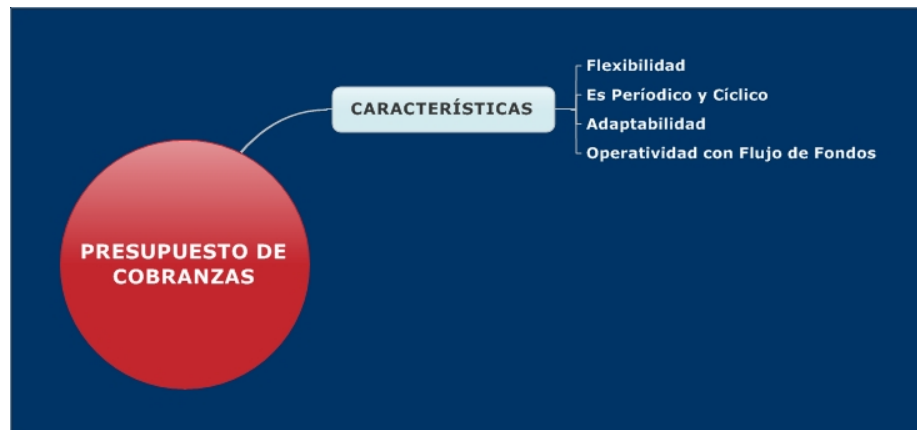 PRESUPUESTO DE
COBRANZAS
CARACTERÍSTICAS
Flexibilidad
Es Períodico y Cíclico
Adaptabilidad
Operatividad con Flujo de Fondos